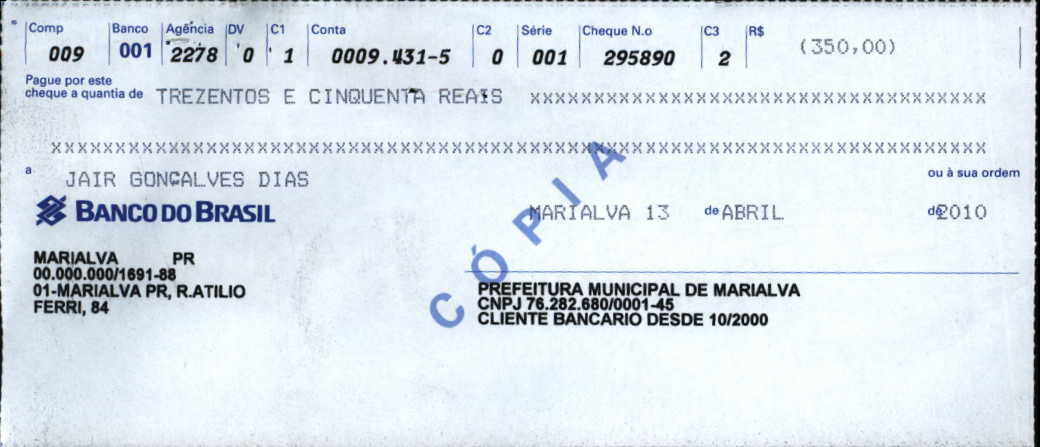 Comp Banco Agência DV C1 Conta C2 Série Cheque N.o C3 R$
009 001 2278 0 1 0009.431-5 0 001 295890 2 (350,00)
Pague por este
cheque a quantia de TREZENTOS E CINQUENTA REAIS XXXXXXXXXXXXXXXXXXXXXXXXXXXXXXXXXXXXXXXXX
XXXXXXXXXXXXXXXXXXXXXXXXXXXXXXXXXXXXXXXXXXXXXXXXXXXXXXXXXXXXXXXXXXXXXXXXXXXXXXXXXX
a JAIR GONÇALVES DIAS ou à sua ordem
BANCO DO BRASIL MARIALVA 13 de ABRIL de 2010
CÓPIA
MARIALVA PR
00.000.000/1691-88
01-MARIALVA PR, R.ATILIO
FERRI, 84
PREFEITURA MUNICIPAL DE MARIALVA
CNPJ 76.282.680/0001-45
CLIENTE BANCARIO DESDE 10/2000